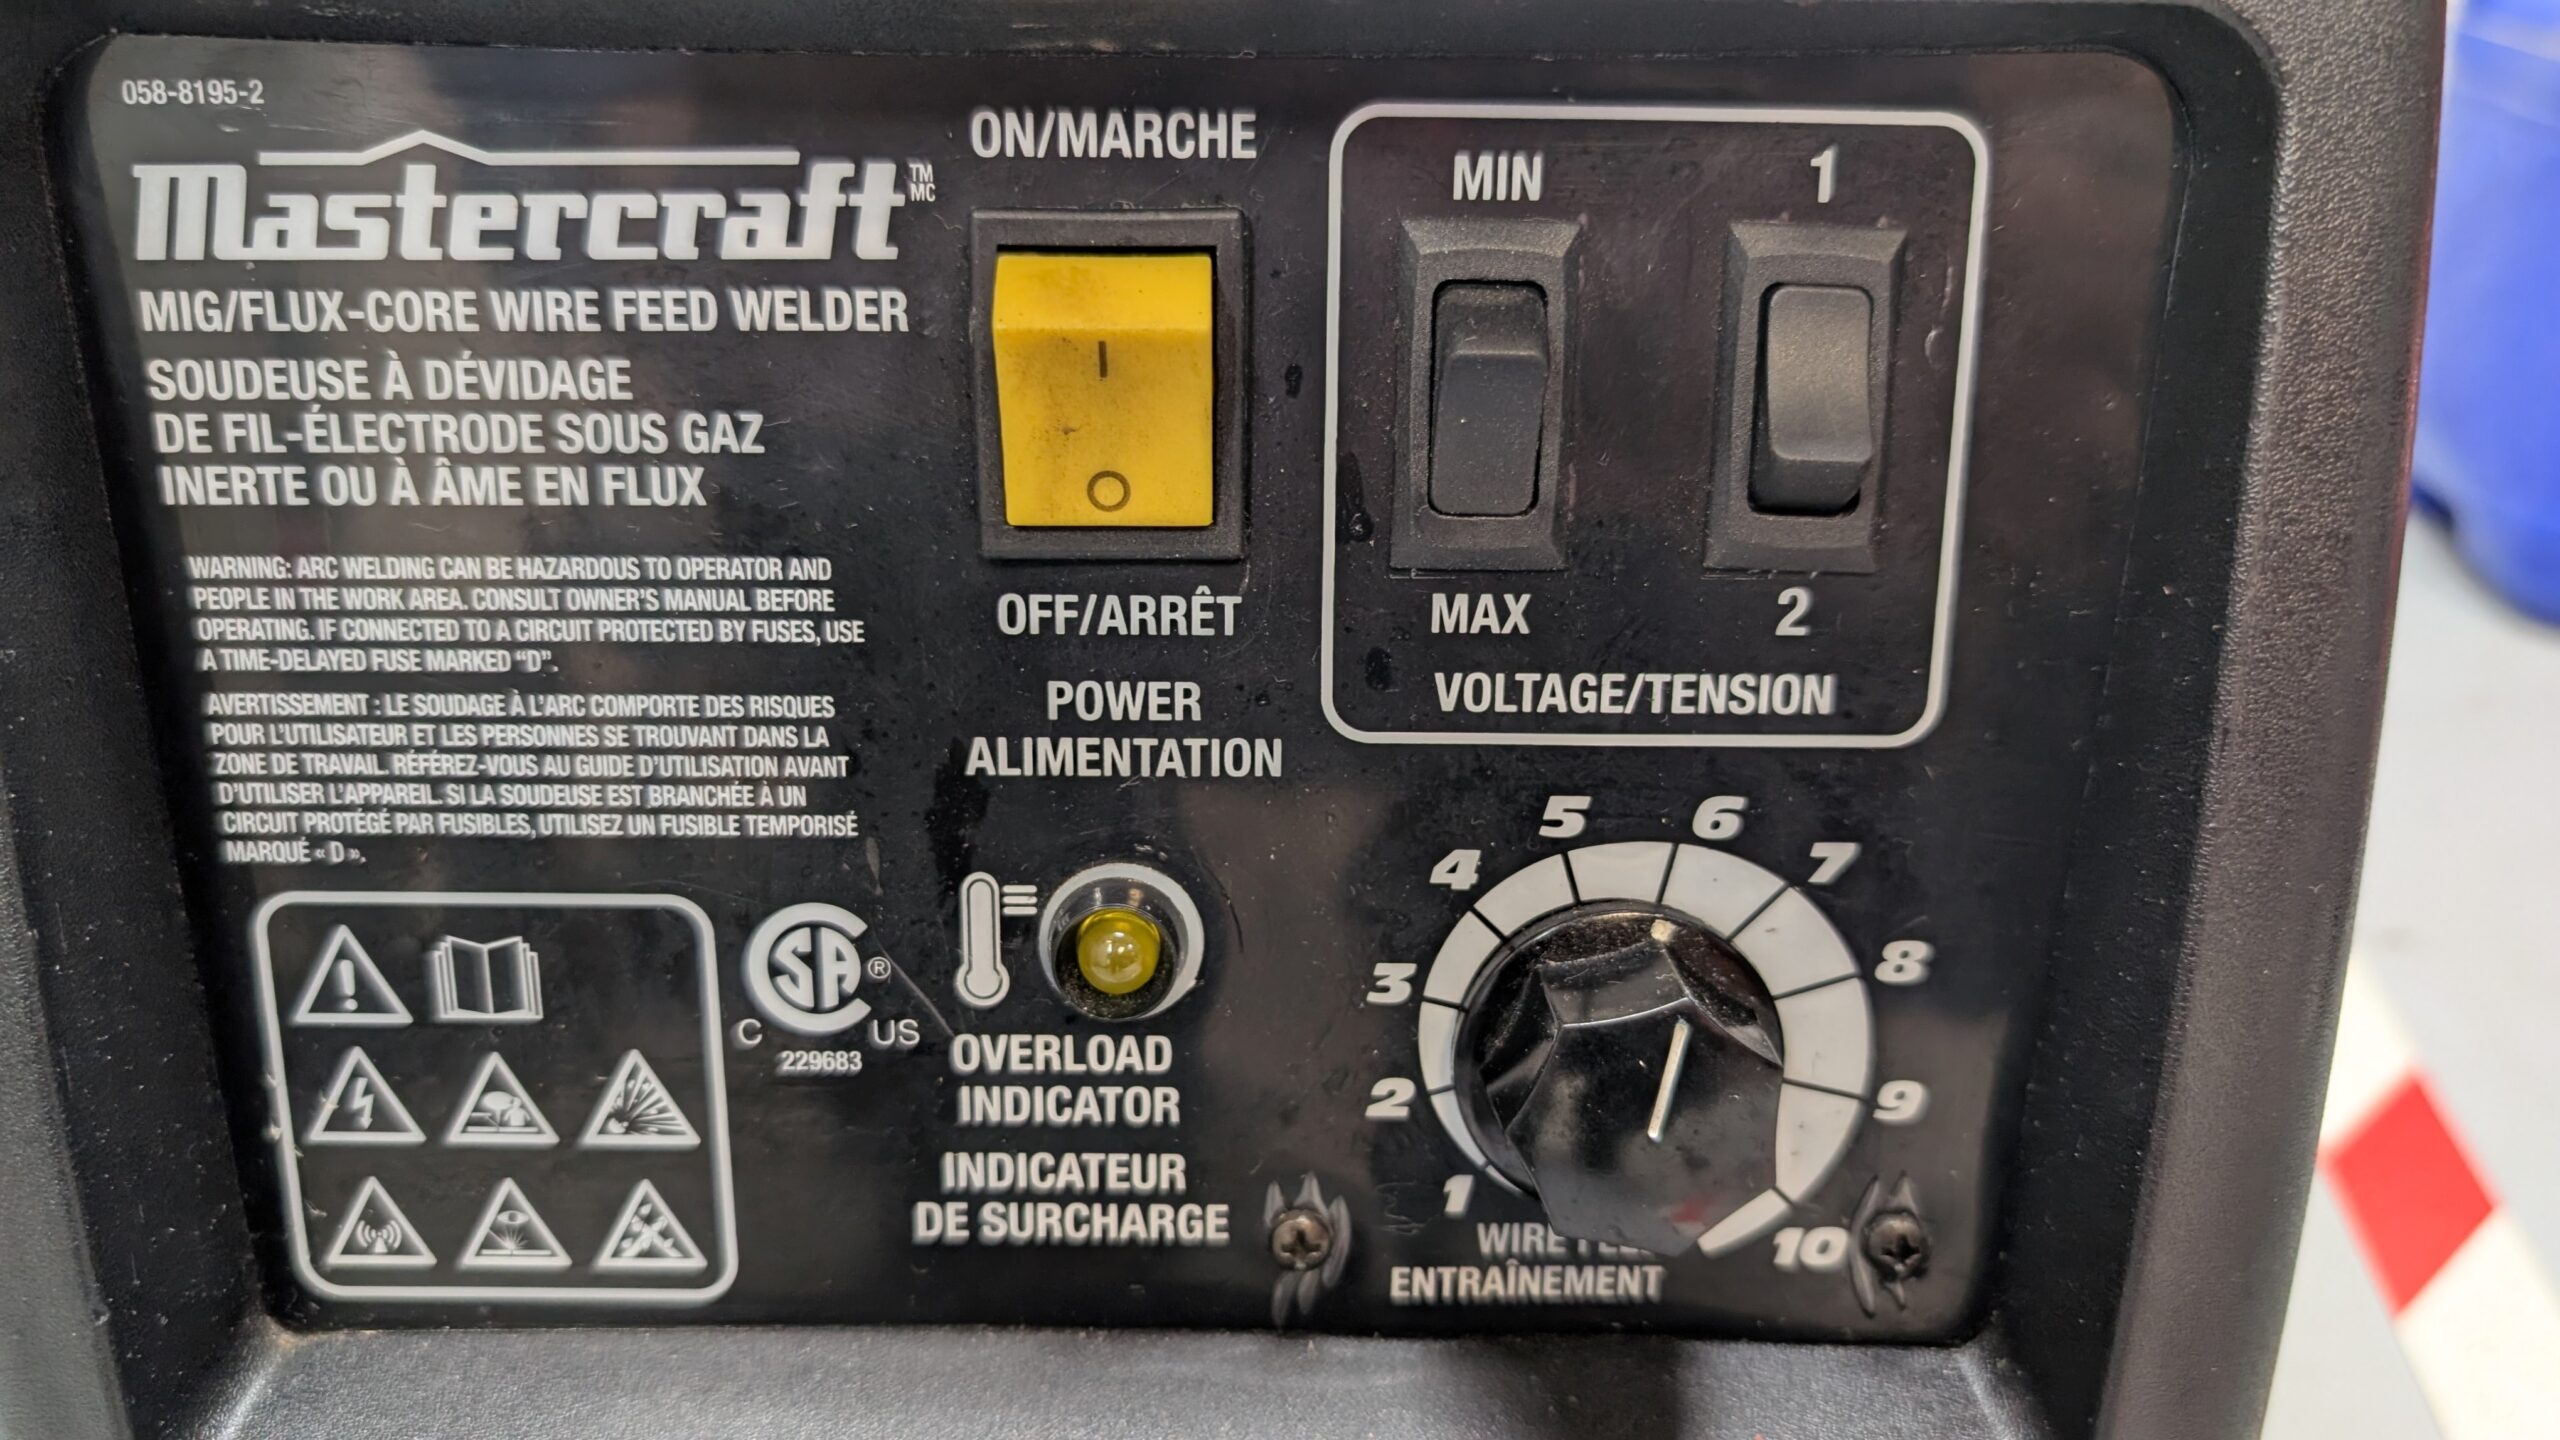 058-8195-2
Mastercraft TM MC
MIG/FLUX-CORE WIRE FEED WELDER
SOUDEUSE À DÉVIDAGE
DE FIL-ÉLECTRODE SOUS GAZ
INERTE OU À ÂME EN FLUX
WARNING: ARC WELDING CAN BE HAZARDOUS TO OPERATOR AND
PEOPLE IN THE WORK AREA. CONSULT OWNER'S MANUAL BEFORE
OPERATING. IF CONNECTED TO A CIRCUIT PROTECTED BY FUSES, USE
A TIME-DELAYED FUSE MARKED “D”.
AVERTISSEMENT : LE SOUDAGE À L'ARC COMPORTE DES RISQUES
POUR L'UTILISATEUR ET LES PERSONNES SE TROUVANT DANS LA
ZONE DE TRAVAIL. RÉFÉREZ-VOUS AU GUIDE D'UTILISATION AVANT
D'UTILISER L'APPAREIL. SI LA SOUDEUSE EST BRANCHÉE À UN
CIRCUIT PROTÉGÉ PAR FUSIBLES, UTILISEZ UN FUSIBLE TEMPORISÉ
MARQUÉ « D ».
C SA ®
C US
229683
ON/MARCHE
I
O
OFF/ARRÊT
POWER
ALIMENTATION
OVERLOAD
INDICATOR
INDICATEUR
DE SURCHARGE
MIN 1
MAX 2
VOLTAGE/TENSION
1 2 3 4 5 6 7 8 9 10
WIRE
ENTRAÎNEMENT